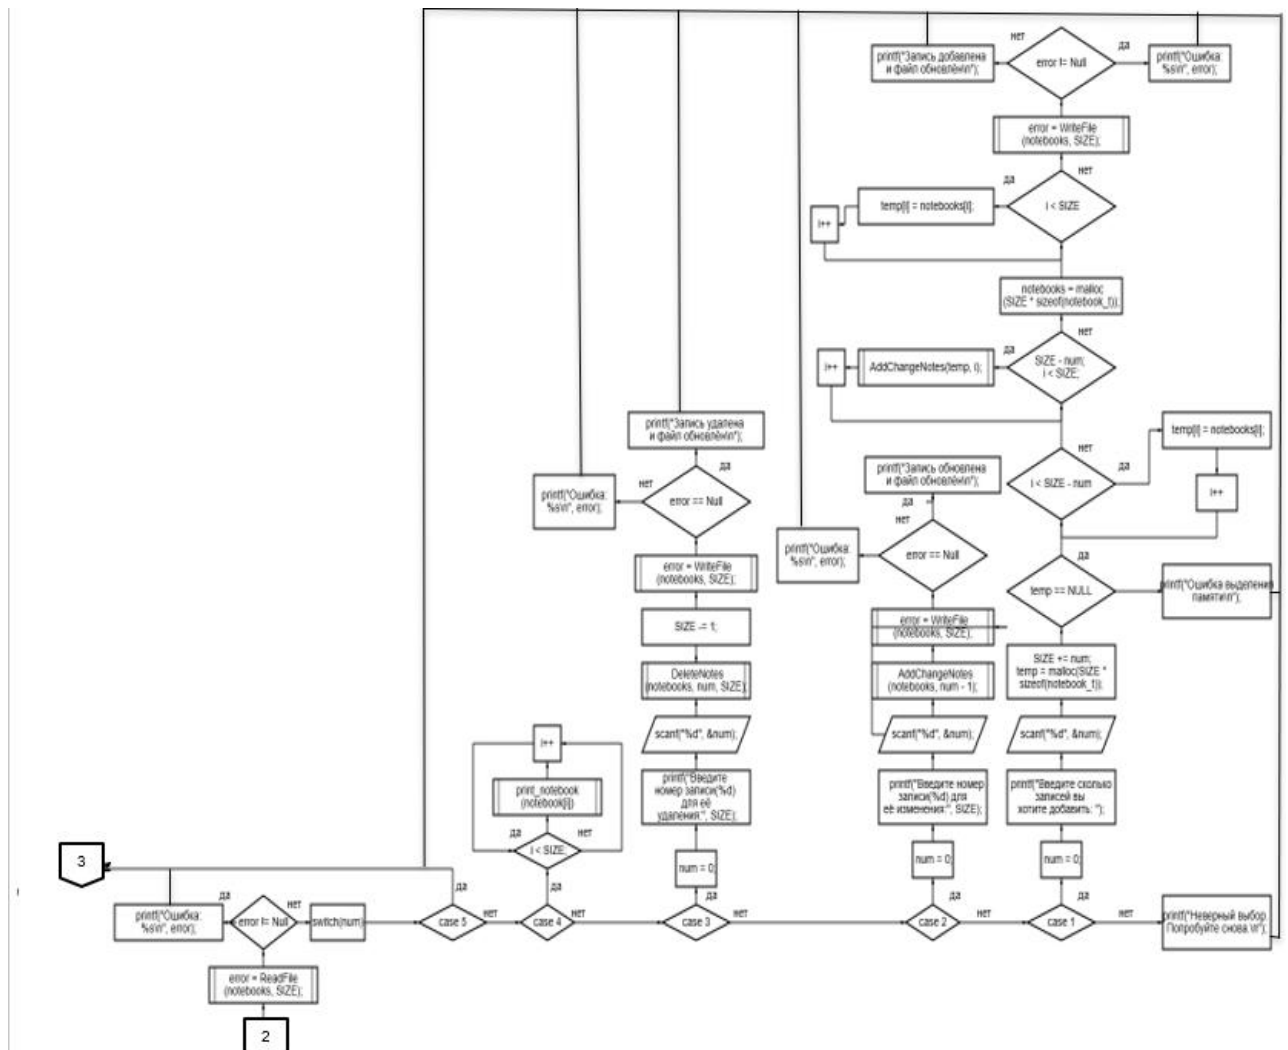 нет
да
printf("Запись добавлена
и файл обновлён\n");
error != Null
printf("Ошибка:
%s\n", error);
error = WriteFile
(notebooks, SIZE);
да
нет
temp[i] = notebooks[i];
i < SIZE
i++
notebooks = malloc
(SIZE * sizeof(notebook_t));
нет
да
i++
AddChangeNotes(temp, i);
SIZE - num;
i < SIZE;
printf("Запись удалена
и файл обновлён\n");
temp[i] = notebooks[i];
нет
да
нет
да
printf("Запись обновлена
и файл обновлён\n");
i < SIZE - num
i++
printf("Ошибка:
%s\n", error);
error == Null
да
нет
printf("Ошибка:
%s\n", error);
error == Null
да
error = WriteFile
(notebooks, SIZE);
temp == NULL
printf("Ошибка выделения
памяти\n");
SIZE -= 1;
error = WriteFile
(notebooks, SIZE);
DeleteNotes
(notebooks, num, SIZE);
AddChangeNotes
(notebooks, num - 1);
SIZE += num;
temp = malloc(SIZE *
sizeof(notebook_t));
scanf("%d", &num);
scanf("%d", &num);
scanf("%d", &num);
i++
print_notebook
(notebook[i])
printf("Введите
номер записи(%d)
для её
удаления:", SIZE);
printf("Введите номер
записи(%d) для
её изменения:", SIZE);
printf("Введите сколько
записей вы
хотите добавить: ");
да
нет
i < SIZE;
num = 0;
num = 0;
num = 0;
3
да
нет
да
да
да
да
да
printf("Ошибка:
%s\n", error);
error != Null
switch(num)
case 5
нет
case 4
нет
case 3
нет
case 2
нет
case 1
нет
printf("Неверный выбор.
Попробуйте снова.\n");
error = ReadFile
(notebooks, SIZE);
2